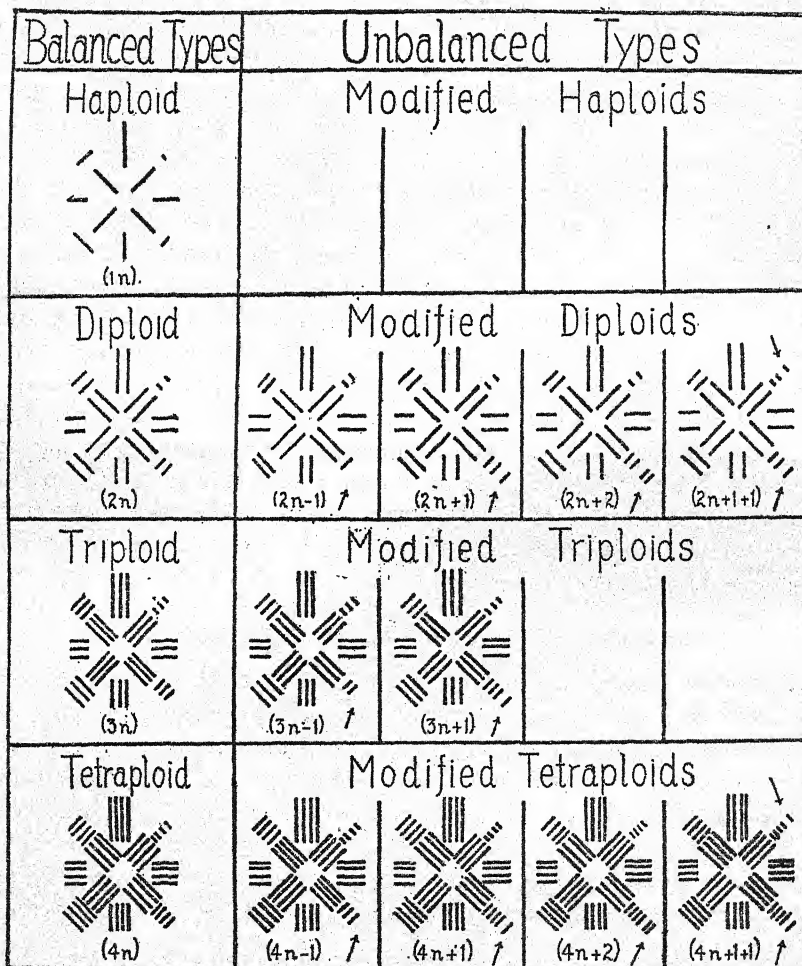 Balanced Types Unbalanced Types
Haploid Modified Haploids
(1n).
Diploid Modified Diploids
(2n) (2n-1) (2n+1) (2n+2) (2n+1+1)
Triploid Modified Triploids
(3n) (3n-1) (3n+1)
Tetraploid Modified Tetraploids
(4n) (4n-1) (4n+1) (4n+2) (4n+1+1)